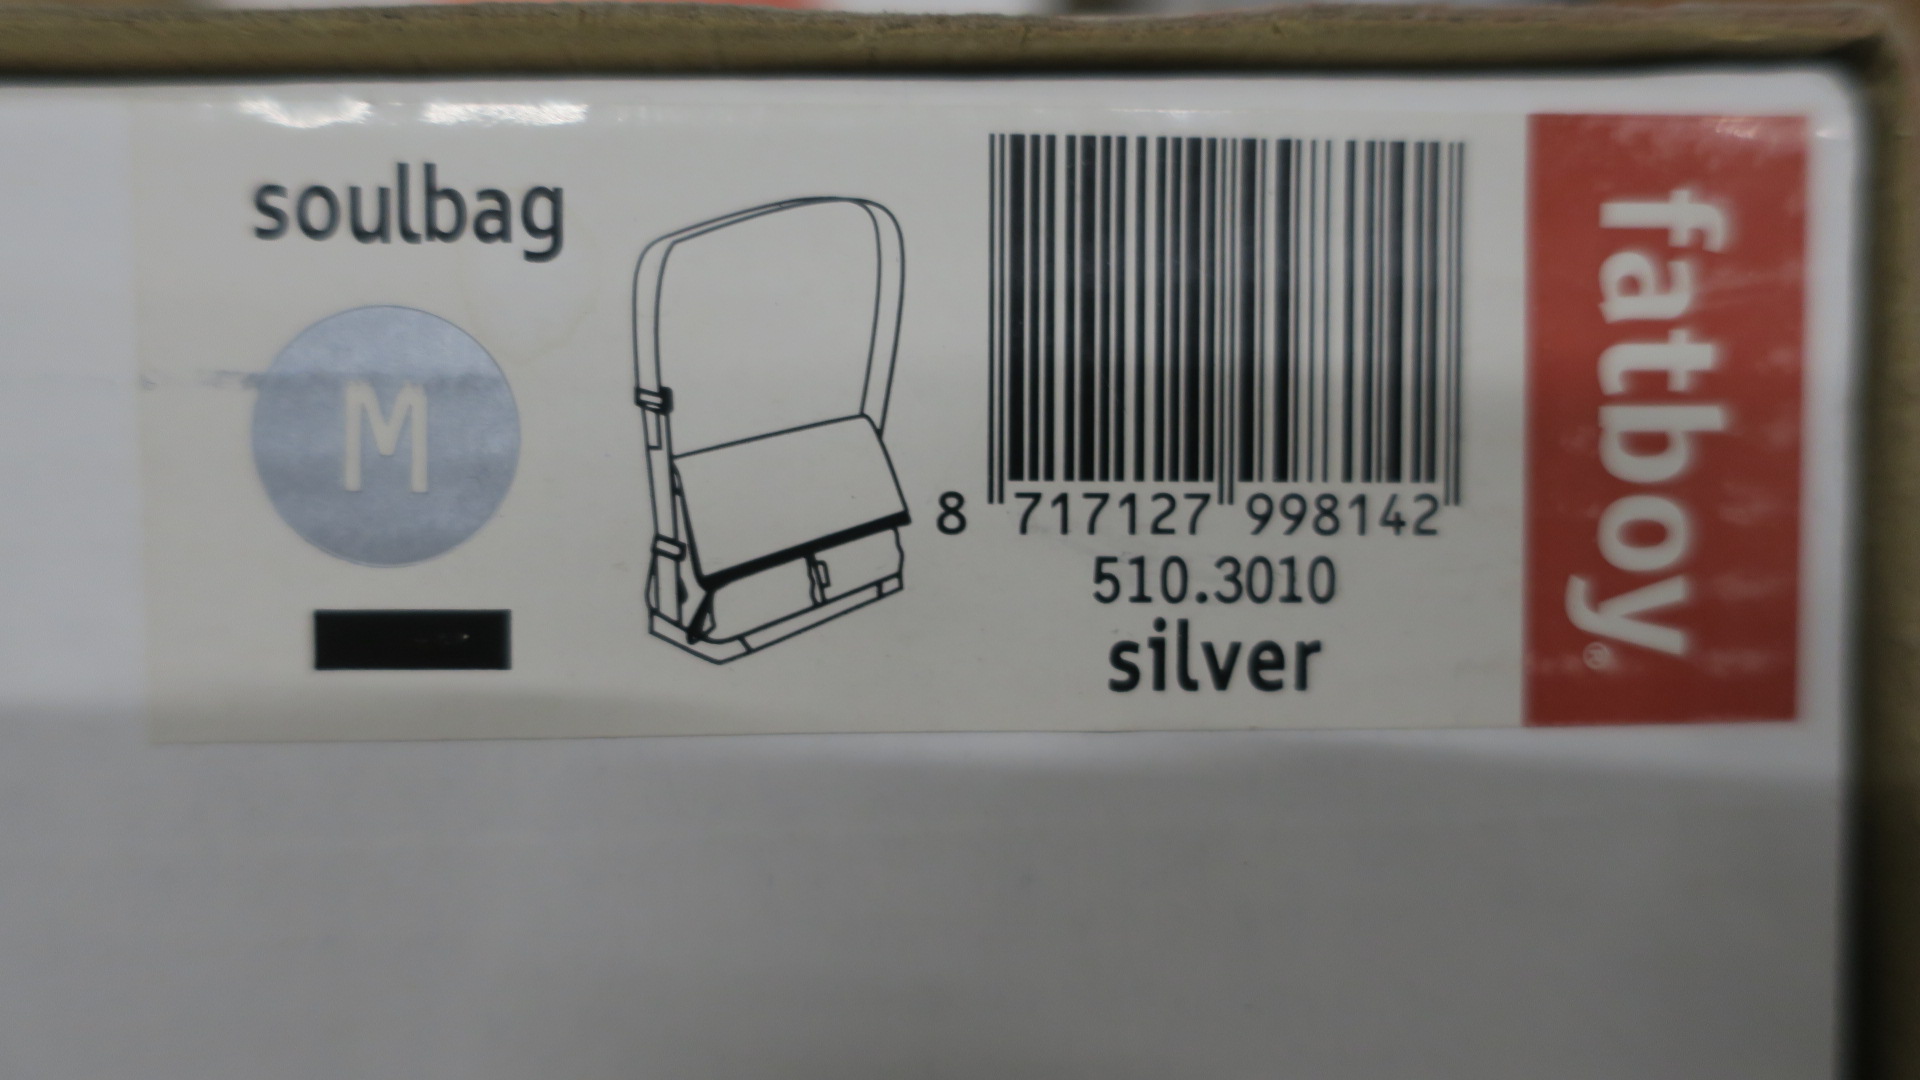 soulbag
M
8 717127 998142
510.3010
silver
fatboy®